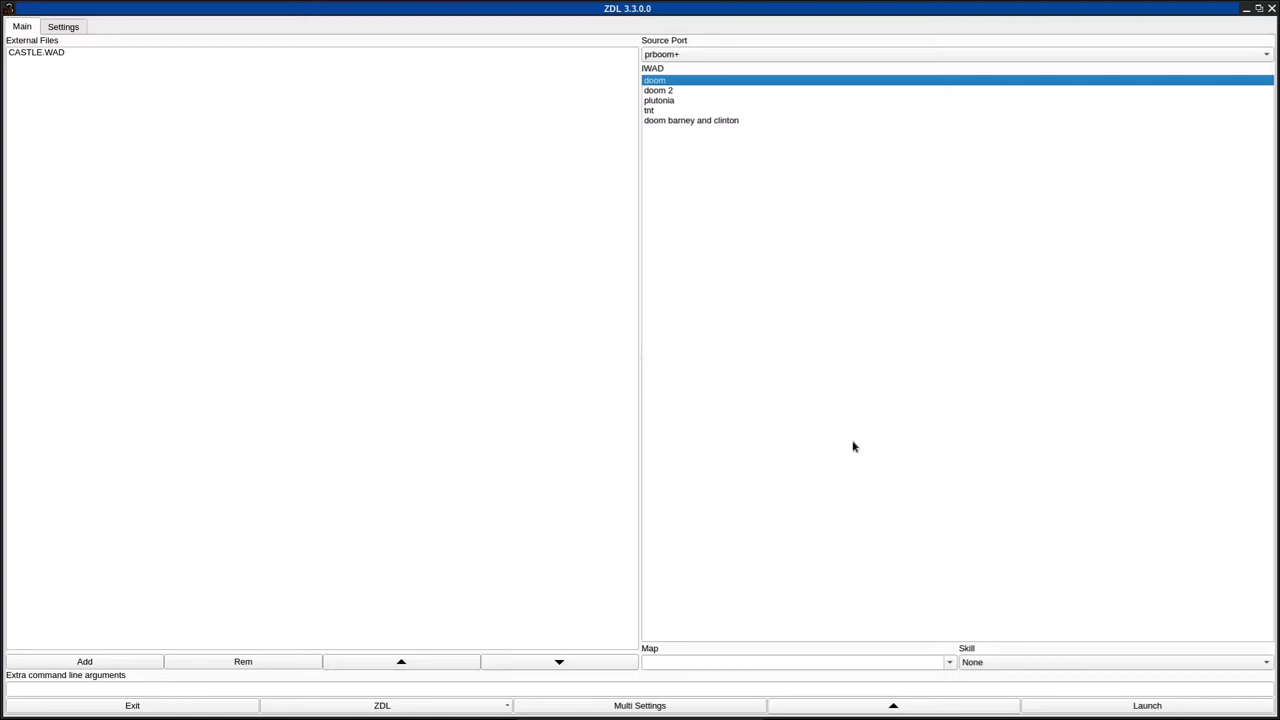 ZDL 3.3.0.0
Main
Settings
External Files
CASTLE.WAD
Source Port
prboom+
IWAD
doom
doom 2
plutonia
tnt
doom barney and clinton
Add
Rem
Map
Skill
None
Extra command line arguments
Exit
ZDL
Multi Settings
Launch